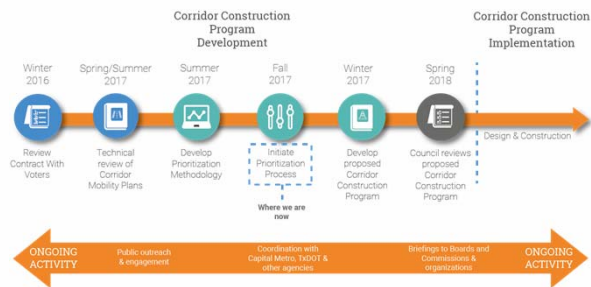 Corridor Construction
Program
Development
Corridor Construction
Program
Implementation
Winter
2016
Spring/Summer
2017
Summer
2017
Fall
2017
Winter
2017
Spring
2018
Review
Contract With
Voters
Technical
review of
Corridor
Mobility Plans
Develop
Prioritization
Methodology
Initiate
Prioritization
Process
Develop
proposed
Corridor
Construction
Program
Council reviews
proposed
Corridor
Construction
Program
Design & Construction
Where we are
now
ONGOING
ACTIVITY
Public outreach
& engagement
Coordination with
Capital Metro, TxDOT &
other agencies
Briefings to Boards and
Commissions &
organizations
ONGOING
ACTIVITY